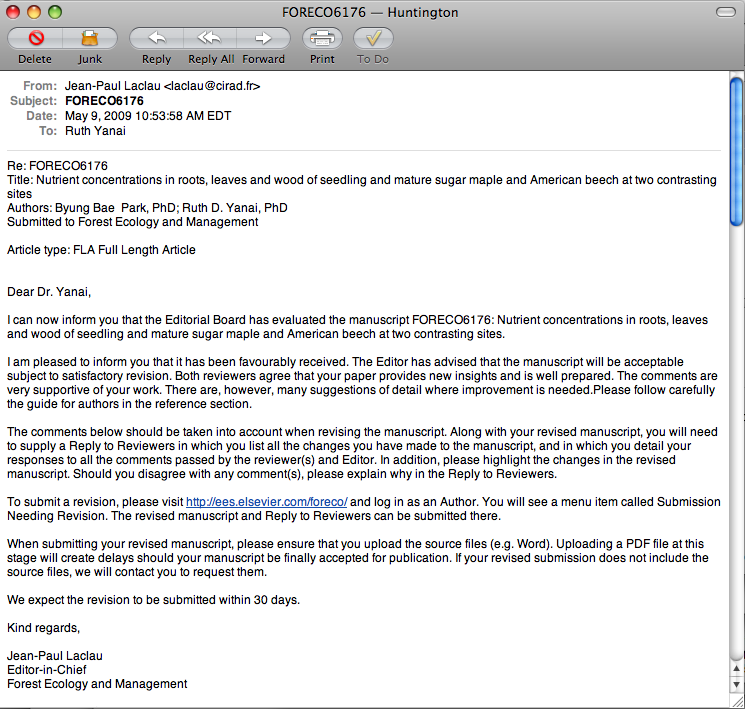 FORECO6176 — Huntington
Delete Junk Reply Reply All Forward Print To Do
From: Jean-Paul Laclau <laclau@cirad.fr>
Subject: FORECO6176
Date: May 9, 2009 10:53:58 AM EDT
To: Ruth Yanai
Re: FORECO6176
Title: Nutrient concentrations in roots, leaves and wood of seedling and mature sugar maple and American beech at two contrasting
sites
Authors: Byung Bae  Park, PhD; Ruth D. Yanai, PhD
Submitted to Forest Ecology and Management
Article type: FLA Full Length Article
Dear Dr. Yanai,
I can now inform you that the Editorial Board has evaluated the manuscript FORECO6176: Nutrient concentrations in roots, leaves
and wood of seedling and mature sugar maple and American beech at two contrasting sites.
I am pleased to inform you that it has been favourably received. The Editor has advised that the manuscript will be acceptable
subject to satisfactory revision. Both reviewers agree that your paper provides new insights and is well prepared. The comments are
very supportive of your work. There are, however, many suggestions of detail where improvement is needed.Please follow carefully
the guide for authors in the reference section.
The comments below should be taken into account when revising the manuscript. Along with your revised manuscript, you will need
to supply a Reply to Reviewers in which you list all the changes you have made to the manuscript, and in which you detail your
responses to all the comments passed by the reviewer(s) and Editor. In addition, please highlight the changes in the revised
manuscript. Should you disagree with any comment(s), please explain why in the Reply to Reviewers.
To submit a revision, please visit http://ees.elsevier.com/foreco/ and log in as an Author. You will see a menu item called Submission
Needing Revision. The revised manuscript and Reply to Reviewers can be submitted there.
When submitting your revised manuscript, please ensure that you upload the source files (e.g. Word). Uploading a PDF file at this
stage will create delays should your manuscript be finally accepted for publication. If your revised submission does not include the
source files, we will contact you to request them.
We expect the revision to be submitted within 30 days.
Kind regards,
Jean-Paul Laclau
Editor-in-Chief
Forest Ecology and Management